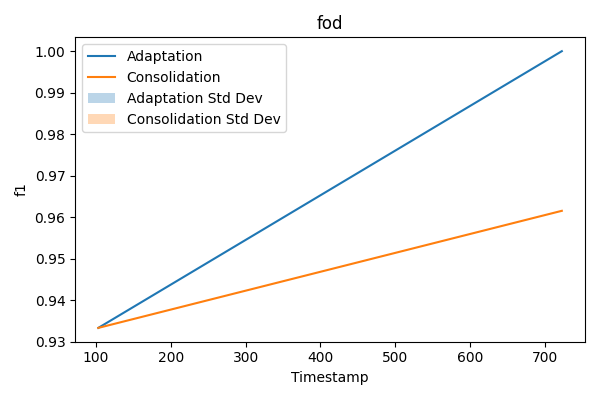 fod
Adaptation
Consolidation
Adaptation Std Dev
Consolidation Std Dev
1.00
0.99
0.98
0.97
0.96
0.95
0.94
0.93
f1
100 200 300 400 500 600 700
Timestamp